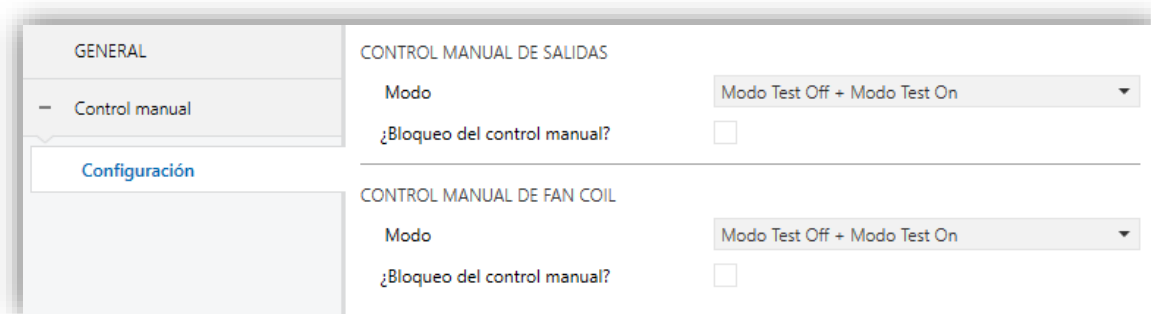 GENERAL
Control manual
Configuración
CONTROL MANUAL DE SALIDAS
Modo Modo Test Off + Modo Test On
¿Bloqueo del control manual?
CONTROL MANUAL DE FAN COIL
Modo Modo Test Off + Modo Test On
¿Bloqueo del control manual?